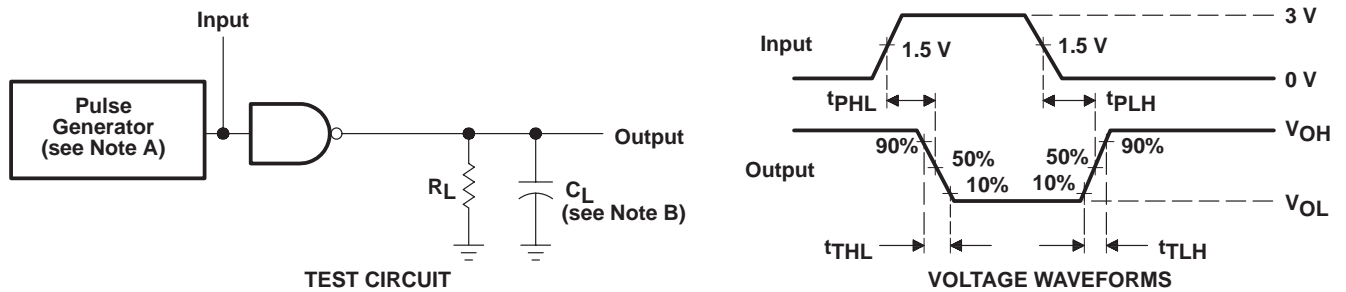 Input
Pulse
Generator
(see Note A)
Output
RL
CL
(see Note B)
TEST CIRCUIT
3 V
Input
1.5 V
1.5 V
0 V
tPHL
tPLH
VOH
90%
50%
50%
90%
Output
10%
10%
VOL
tTHL
tTLH
VOLTAGE WAVEFORMS